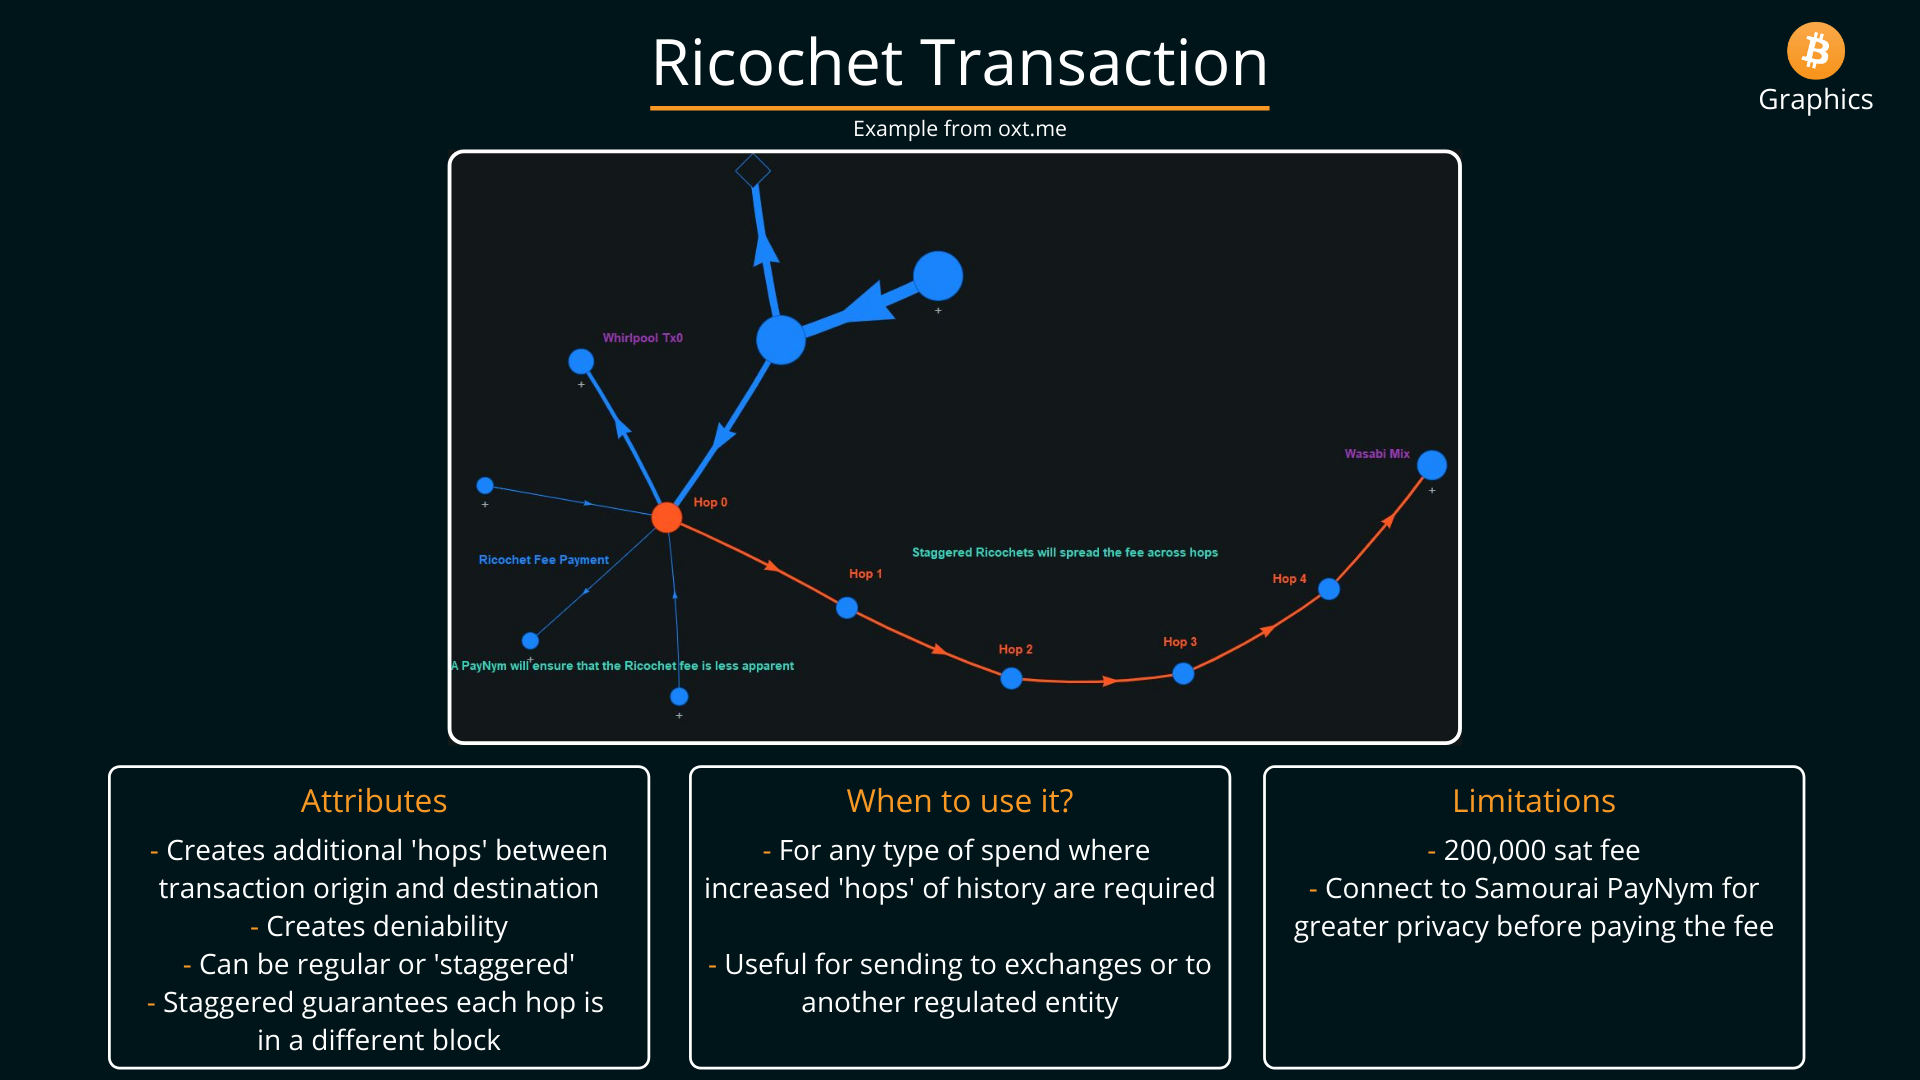 Ricochet Transaction
Graphics
Example from oxt.me
+
Whirlpool Tx0
+
Wasabi Mix
+
+
Hop 0
Staggered Ricochets will spread the fee across hops
Ricochet Fee Payment
Hop 1
Hop 4
Hop 2
Hop 3
+
A PayNym will ensure that the Ricochet fee is less apparent
+
Attributes
- Creates additional 'hops' between
transaction origin and destination
- Creates deniability
- Can be regular or 'staggered'
- Staggered guarantees each hop is
in a different block
When to use it?
- For any type of spend where
increased 'hops' of history are required
- Useful for sending to exchanges or to
another regulated entity
Limitations
- 200,000 sat fee
- Connect to Samourai PayNym for
greater privacy before paying the fee